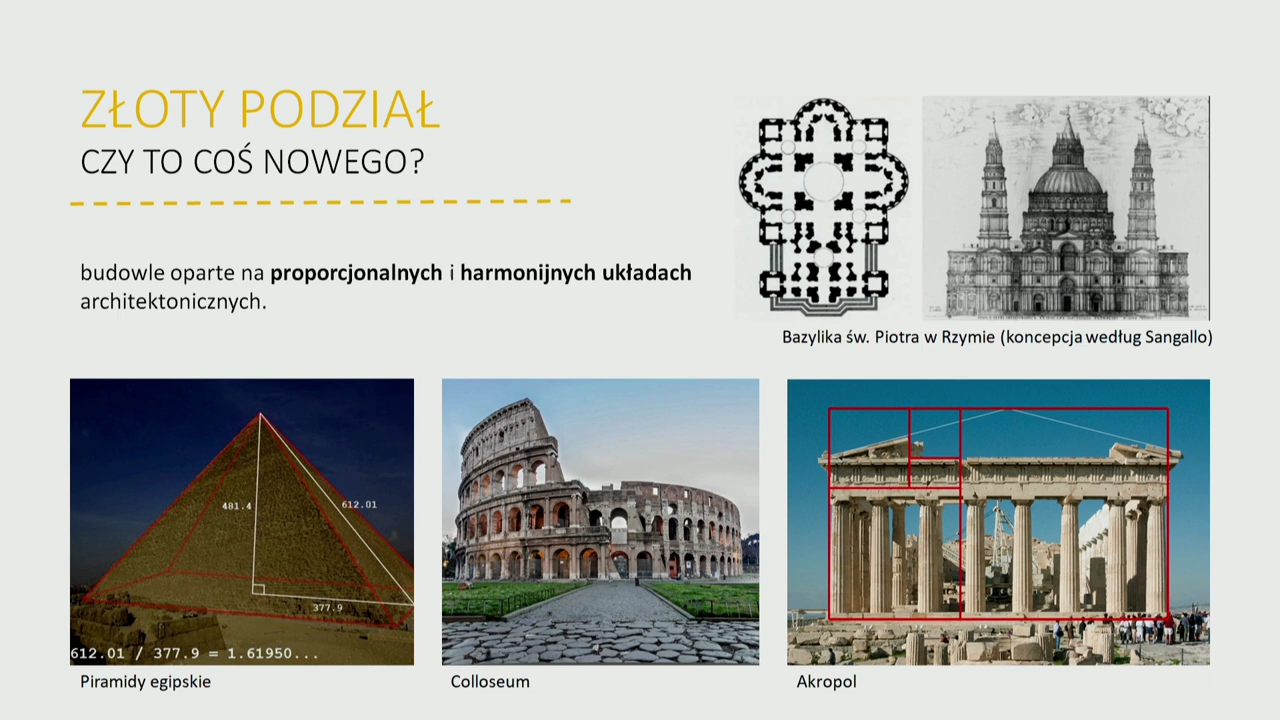 ZŁOTY PODZIAŁ
CZY TO COŚ NOWEGO?
budowle oparte na proporcjonalnych i harmonijnych układach
architektonicznych.
Bazylika św. Piotra w Rzymie (koncepcja według Sangallo)
481.4
612.01
377.9
612.01 / 377.9 = 1.61950...
Piramidy egipskie
Colloseum
Akropol